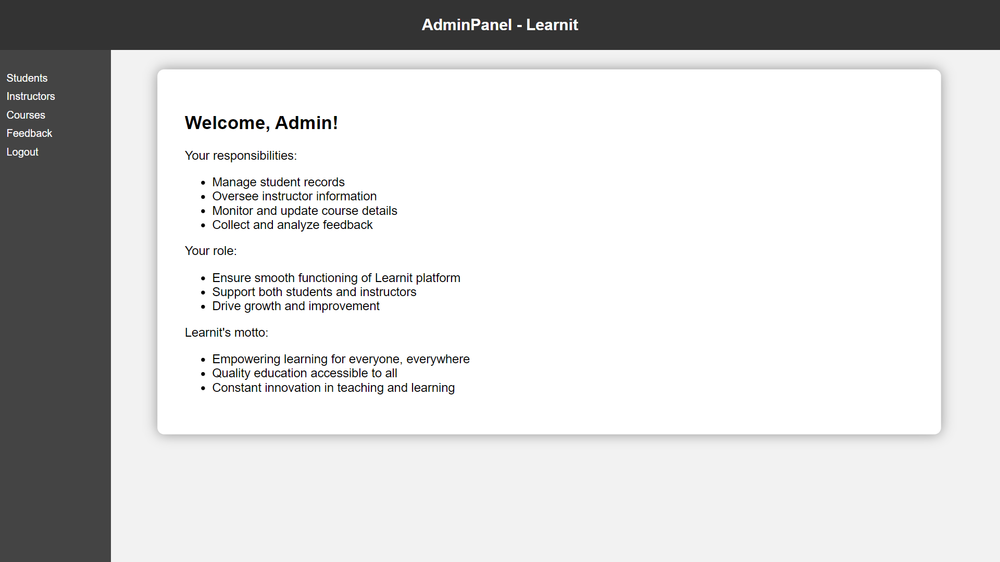 AdminPanel - Learnit
Students
Instructors
Courses
Feedback
Logout
Welcome, Admin!
Your responsibilities:
• Manage student records
• Oversee instructor information
• Monitor and update course details
• Collect and analyze feedback
Your role:
• Ensure smooth functioning of Learnit platform
• Support both students and instructors
• Drive growth and improvement
Learnit's motto:
• Empowering learning for everyone, everywhere
• Quality education accessible to all
• Constant innovation in teaching and learning